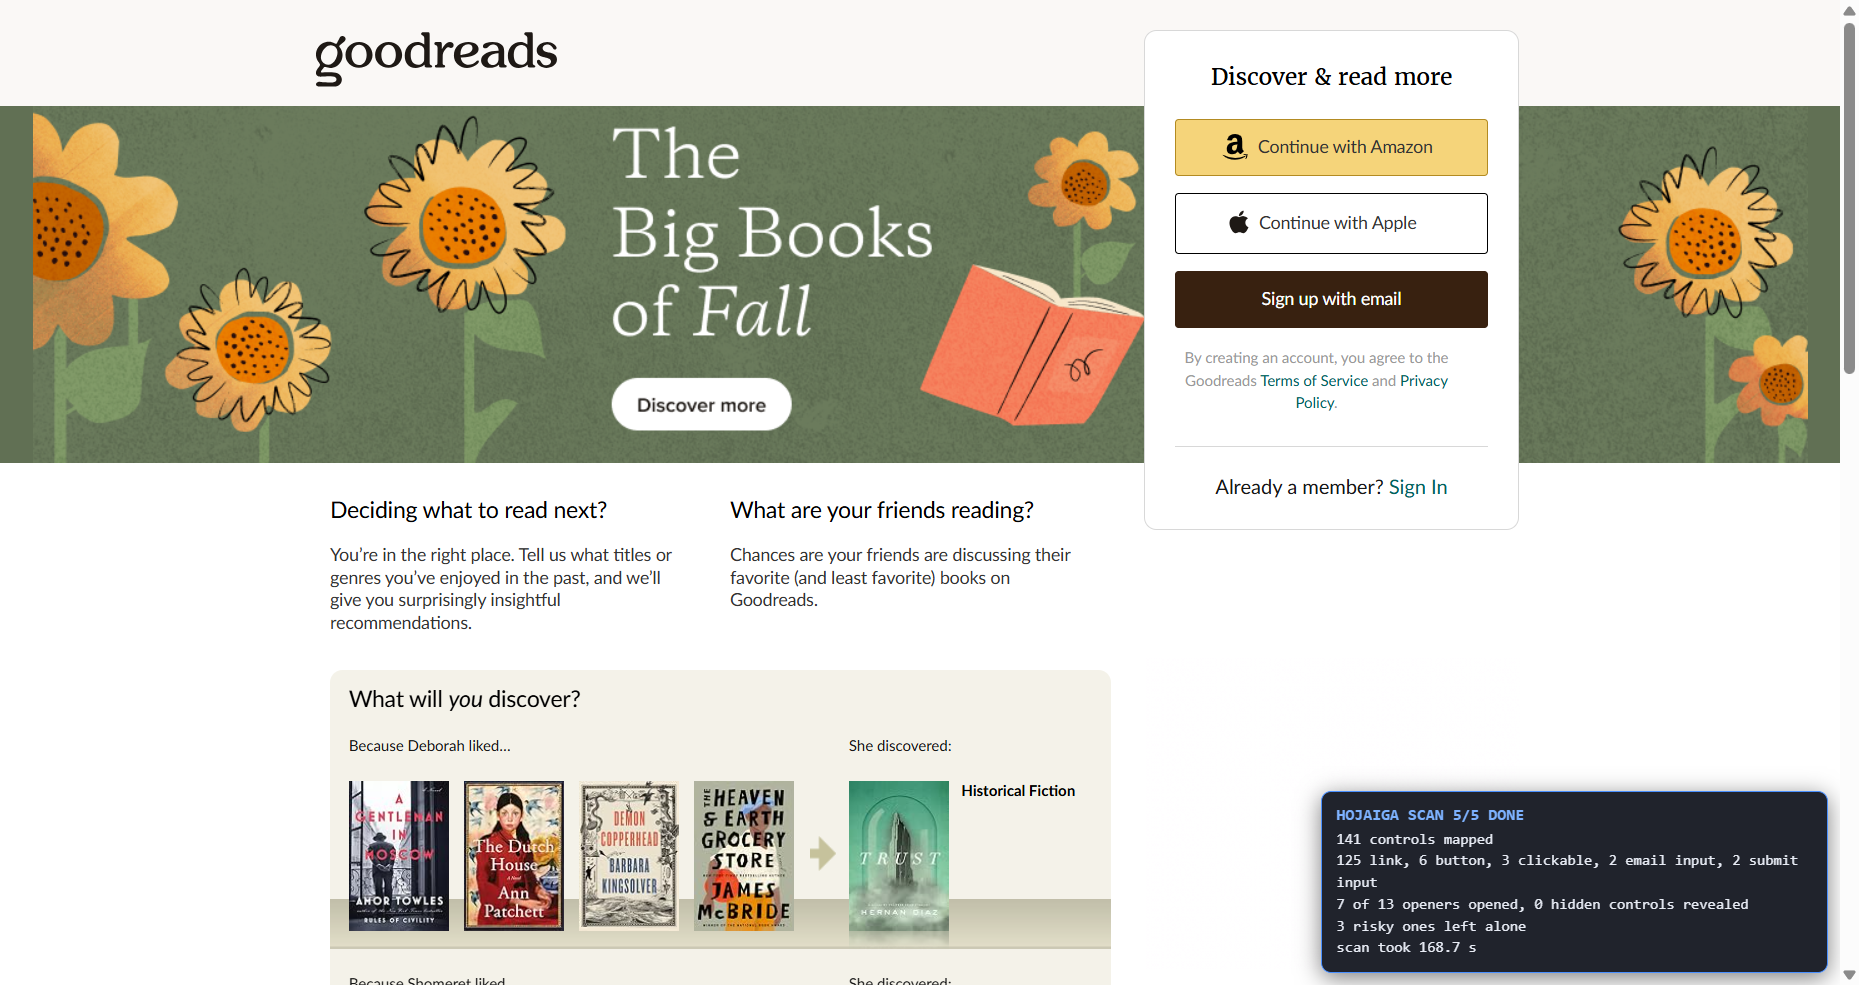 goodreads
The
Big Books
of Fall
Discover more
Discover & read more
Continue with Amazon
Continue with Apple
Sign up with email
By creating an account, you agree to the
Goodreads Terms of Service and Privacy
Policy.
Already a member? Sign In
Deciding what to read next?
You’re in the right place. Tell us what titles or
genres you’ve enjoyed in the past, and we’ll
give you surprisingly insightful
recommendations.
What are your friends reading?
Chances are your friends are discussing their
favorite (and least favorite) books on
Goodreads.
What will you discover?
Because Deborah liked…
A
GENTLEMAN
IN
MOSCOW
AMOR TOWLES
RULES OF CIVILITY
The Dutch
House
Ann
Patchett
DEMON
COPPERHEAD
BARBARA
KINGSOLVER
THE HEAVEN
& EARTH
GROCERY
STORE
JAMES
McBRIDE
She discovered:
TRUST
HERNAN DIAZ
Historical Fiction
Because Shomeret liked
She discovered:
HOJAIGA SCAN 5/5 DONE
141 controls mapped
125 link, 6 button, 3 clickable, 2 email input, 2 submit
input
7 of 13 openers opened, 0 hidden controls revealed
3 risky ones left alone
scan took 168.7 s